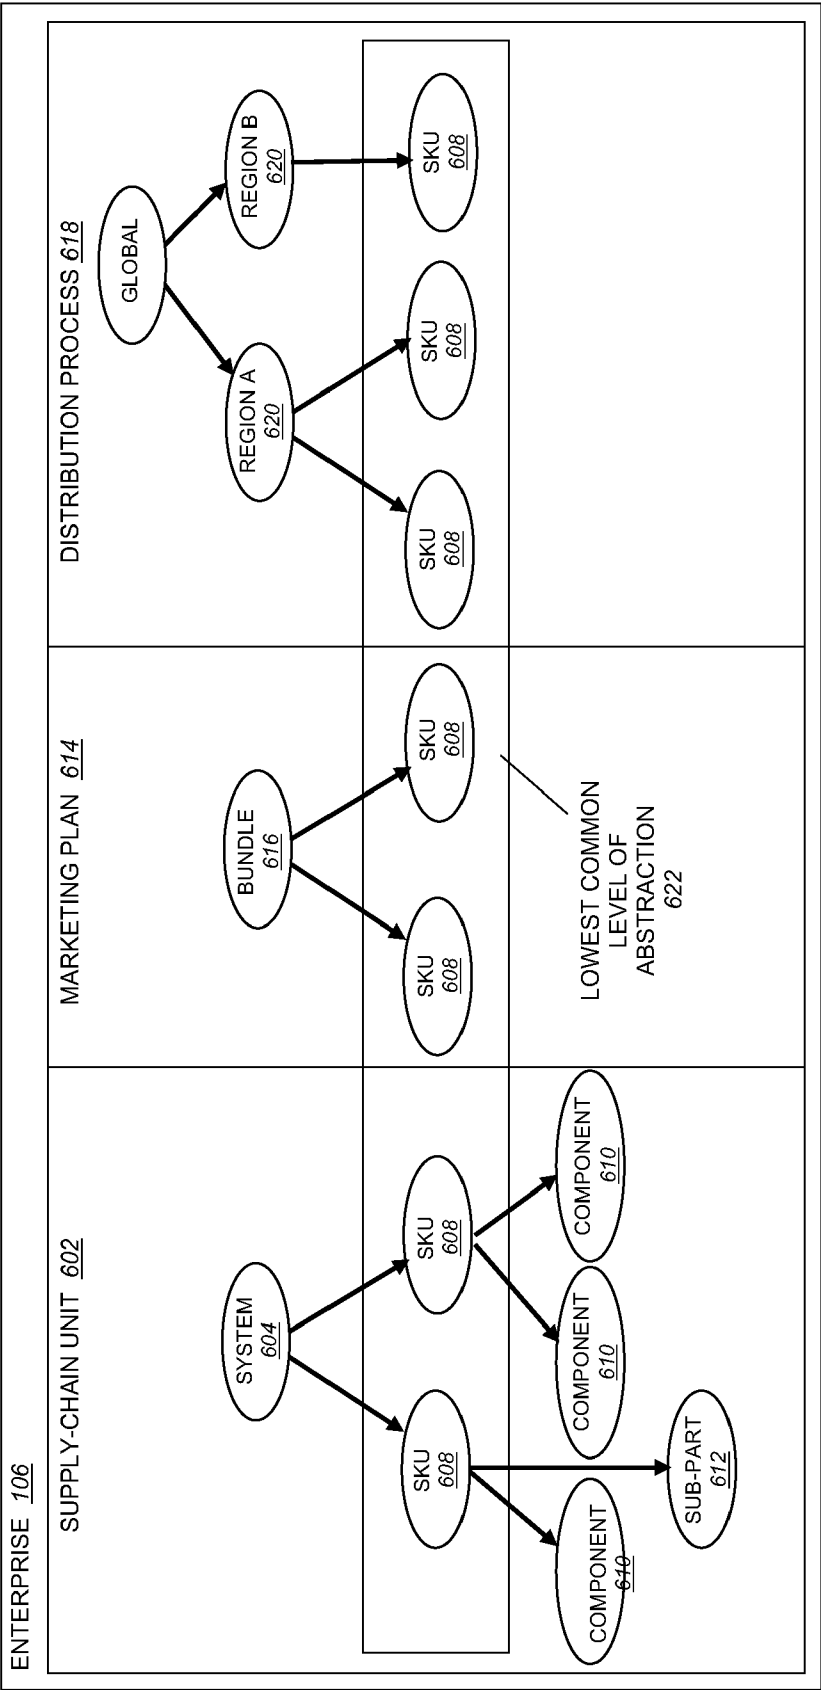 ENTERPRISE 106
SUPPLY-CHAIN UNIT 602
SYSTEM
604
SKU
608
SKU
608
COMPONENT
610
SUB-PART
612
COMPONENT
610
COMPONENT
610
MARKETING PLAN 614
BUNDLE
616
SKU
608
SKU
608
LOWEST COMMON
LEVEL OF
ABSTRACTION
622
DISTRIBUTION PROCESS 618
GLOBAL
REGION A
620
REGION B
620
SKU
608
SKU
608
SKU
608